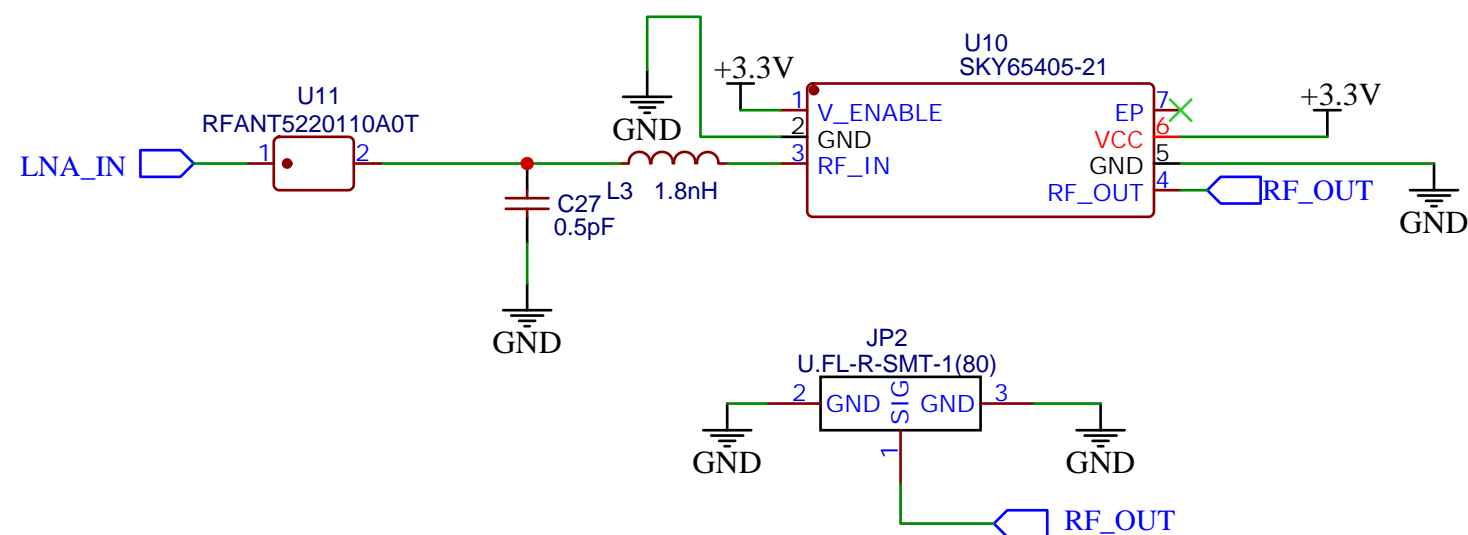 U10
SKY65405-21
+3.3V
1
V_ENABLE
2
GND
3
RF_IN
EP
7
VCC
6
GND
5
RF_OUT
4
+3.3V
RF_OUT
GND
GND
U11
RFANT5220110A0T
LNA_IN
1
2
C27
0.5pF
L3
1.8nH
GND
JP2
U.FL-R-SMT-1(80)
2
GND
SIG
GND
3
1
GND
GND
RF_OUT